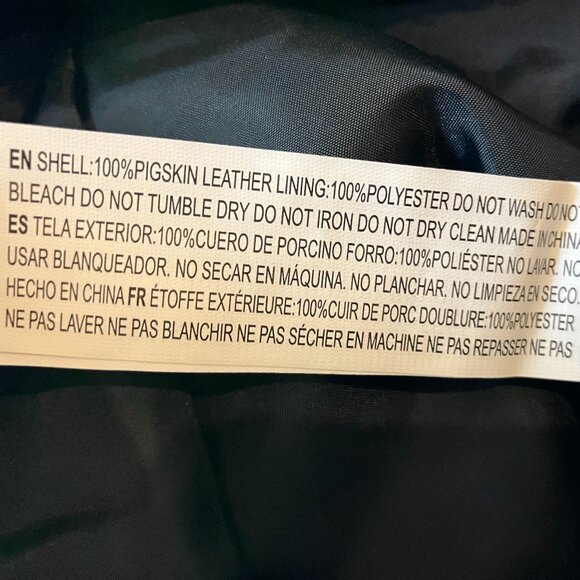 EN SHELL:100%PIGSKIN LEATHER LINING:100%POLYESTER DO NOT WASH DO NOT
BLEACH DO NOT TUMBLE DRY DO NOT IRON DO NOT DRY CLEAN MADE IN CHINA
ES TELA EXTERIOR:100%CUERO DE PORCINO FORRO:100%POLIÉSTER NO LAVAR. NO
USAR BLANQUEADOR. NO SECAR EN MÁQUINA. NO PLANCHAR. NO LIMPIEZA EN SECO.
HECHO EN CHINA FR ÉTOFFE EXTÉRIEURE:100%CUIR DE PORC DOUBLURE:100%POLYESTER
NE PAS LAVER NE PAS BLANCHIR NE PAS SÉCHER EN MACHINE NE PAS REPASSER NE PAS